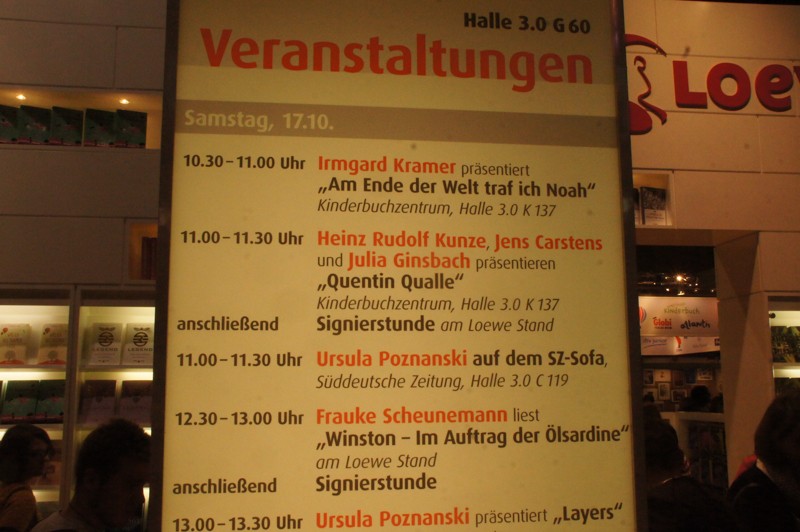 Halle 3.0 G 60
Veranstaltungen
Loewe
Samstag, 17.10.
10.30 – 11.00 Uhr Irmgard Kramer präsentiert
„Am Ende der Welt traf ich Noah“
Kinderbuchzentrum, Halle 3.0 K 137
11.00 – 11.30 Uhr Heinz Rudolf Kunze, Jens Carstens
und Julia Ginsbach präsentieren
„Quentin Qualle“
Kinderbuchzentrum, Halle 3.0 K 137
anschließend Signierstunde am Loewe Stand
11.00 – 11.30 Uhr Ursula Poznanski auf dem SZ-Sofa,
Süddeutsche Zeitung, Halle 3.0 C 119
12.30 – 13.00 Uhr Frauke Scheunemann liest
„Winston – Im Auftrag der Ölsardine“
am Loewe Stand
anschließend Signierstunde
13.00 – 13.30 Uhr Ursula Poznanski präsentiert „Layers“
Kinderbuch